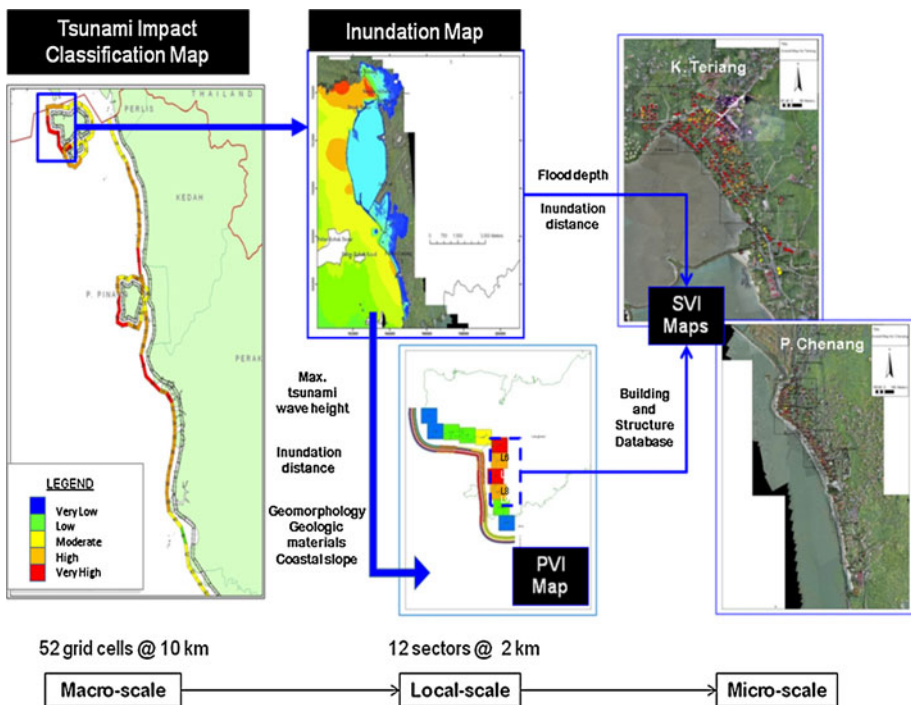 Tsunami Impact
Classification Map
Inundation Map
THAILAND
PERLIS
KEDAH
P. PINA
PERAK
LEGEND
Very Low
Low
Moderate
High
Very High
Flood depth
Inundation
distance
K. Teriang
SVI
Maps
P. Chenang
Max.
tsunami
wave height
Inundation
distance
Geomorphology
Geologic
materials
Coastal slope
L6
L8
PVI
Map
Building
and
Structure
Database
52 grid cells @ 10 km
12 sectors @ 2 km
Macro-scale
Local-scale
Micro-scale